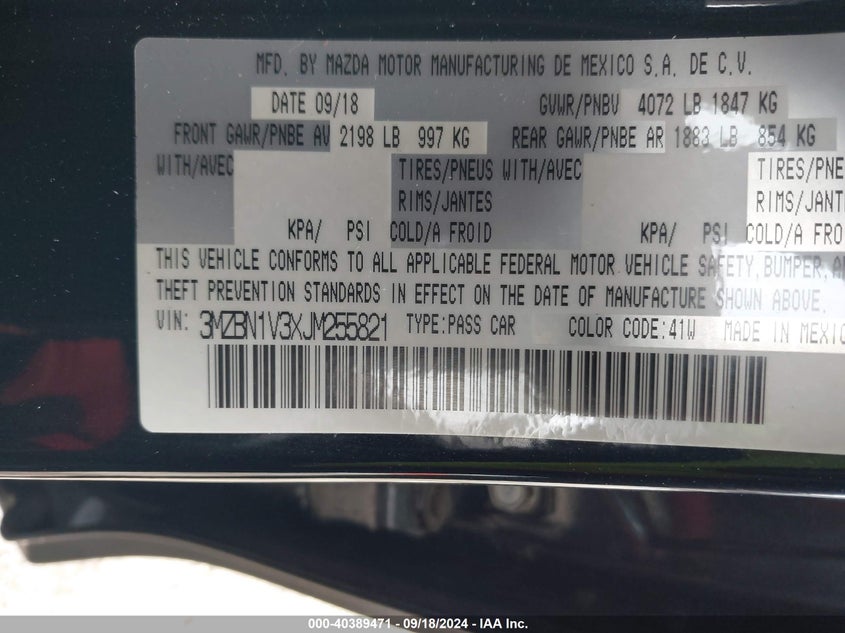 MFD. BY MAZDA MOTOR MANUFACTURING DE MEXICO S.A. DE C.V.
DATE 09/18 GVWR/PNBV 4072 LB 1847 KG
FRONT GAWR/PNBE AV 2198 LB 997 KG REAR GAWR/PNBE AR 1883 LB 854 KG
WITH/AVEC TIRES/PNEUS WITH/AVEC TIRES/PNE
RIMS/JANTES RIMS/JANTES
KPA/ PSI COLD/A FROID KPA/ PSI COLD/A FRO
THIS VEHICLE CONFORMS TO ALL APPLICABLE FEDERAL MOTOR VEHICLE SAFETY, BUMPER, AN
THEFT PREVENTION STANDARDS IN EFFECT ON THE DATE OF MANUFACTURE SHOWN ABOVE.
VIN: 3MZBN1V3XJM255821 TYPE:PASS CAR COLOR CODE:41W MADE IN MEXIC
000-40389471 - 09/18/2024 - IAA Inc.